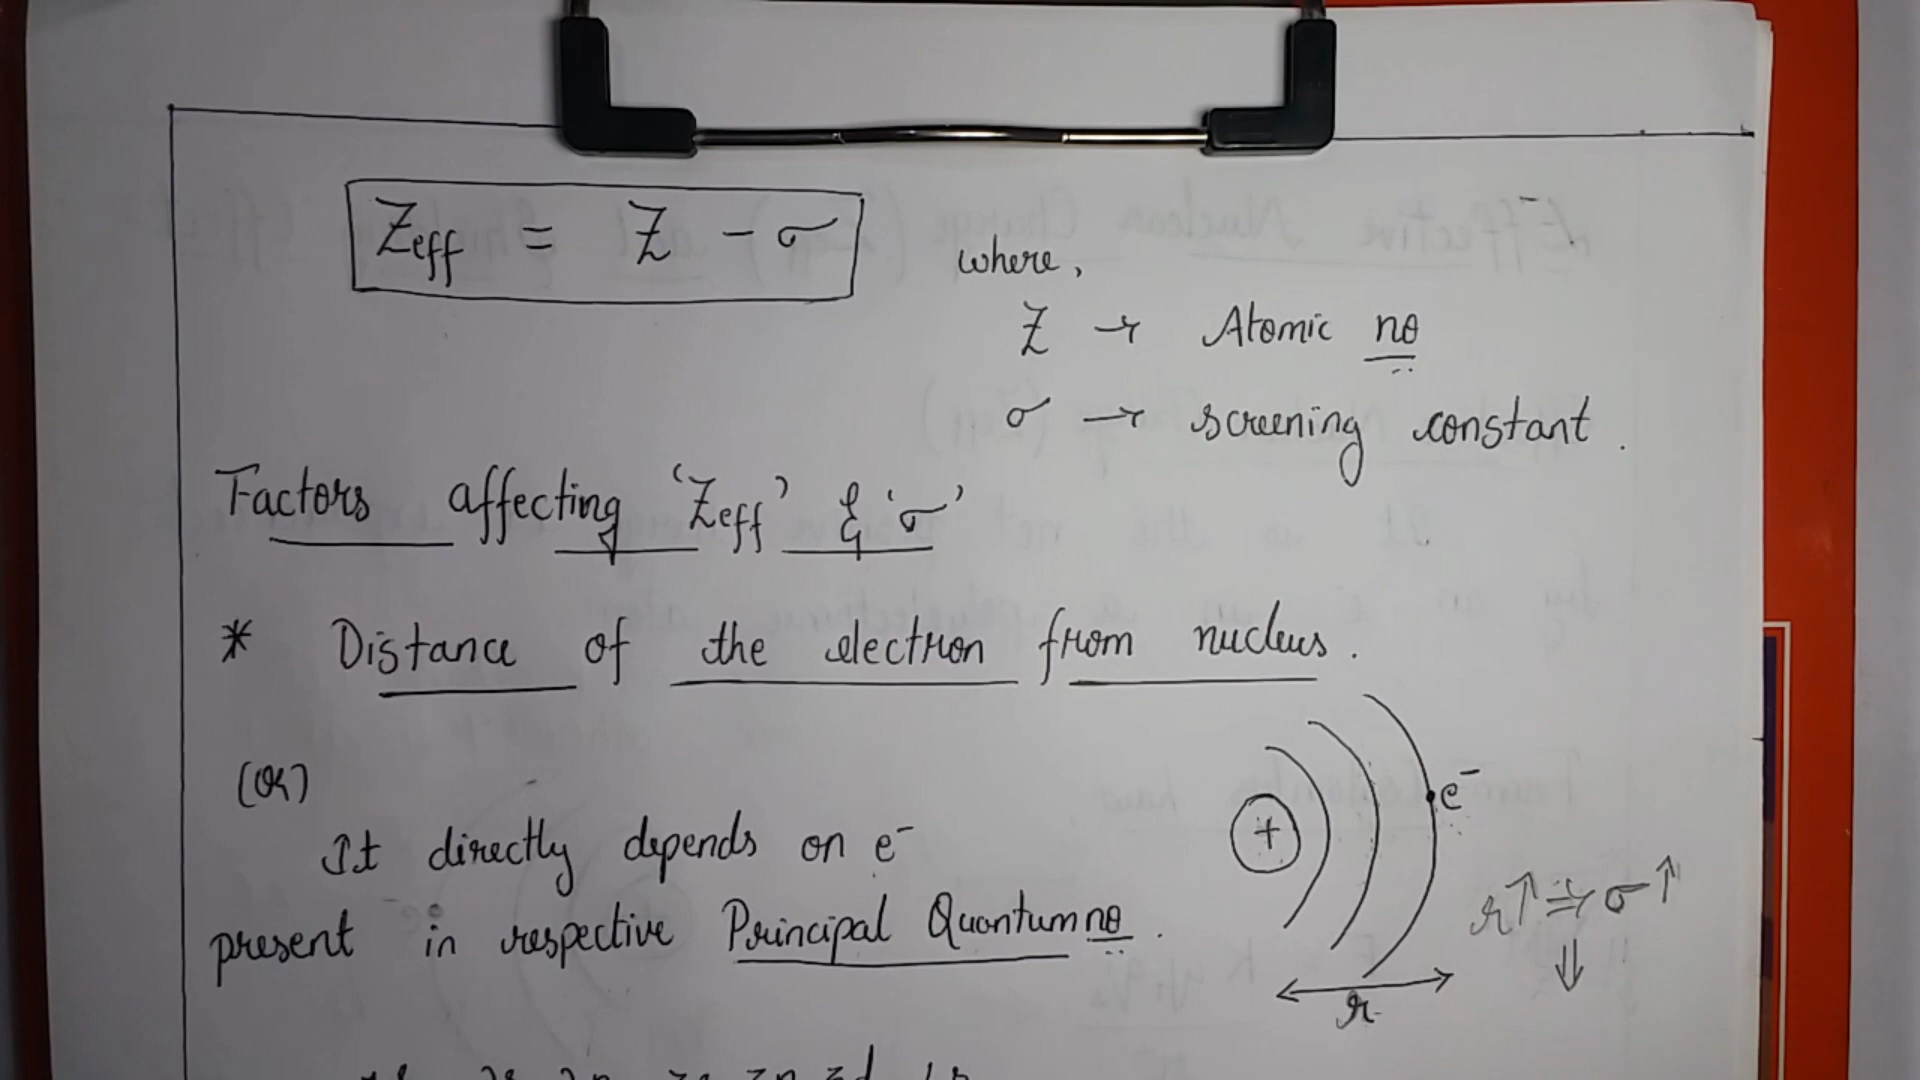 Zeff = Z - σ
where,
Z → Atomic no
σ → screening constant.
Factors affecting 'Zeff' & 'σ'
* Distance of the electron from nucleus.
(or)
It directly depends on e⁻
present in respective Principal Quantum no.
+
e⁻
r↑ ⇒ σ↑
⇓
r